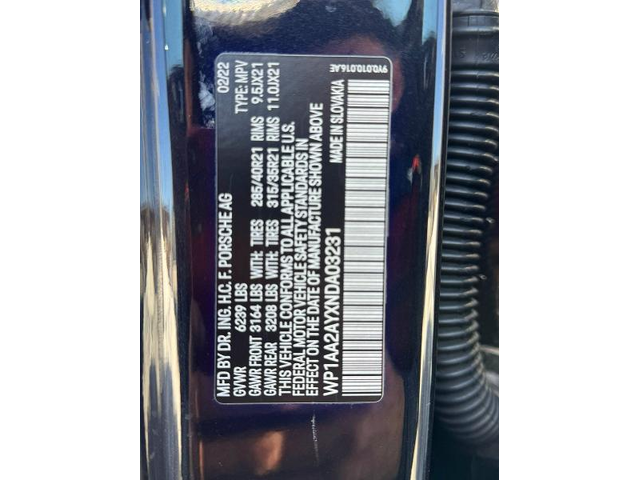 MFD BY DR. ING. H.C. F. PORSCHE AG 02/22
GVWR 6239 LBS TYPE: MPV
GAWR FRONT 3164 LBS WITH: TIRES 285/40R21 RIMS 9.5JX21
GAWR REAR 3208 LBS WITH: TIRES 315/35R21 RIMS 11.0JX21
THIS VEHICLE CONFORMS TO ALL APPLICABLE U.S.
FEDERAL MOTOR VEHICLE SAFETY STANDARDS IN
EFFECT ON DATE OF MANUFACTURE SHOWN ABOVE
WP1AA2AYXNDA03231 MADE IN SLOVAKIA
9Y0.010.016.AE